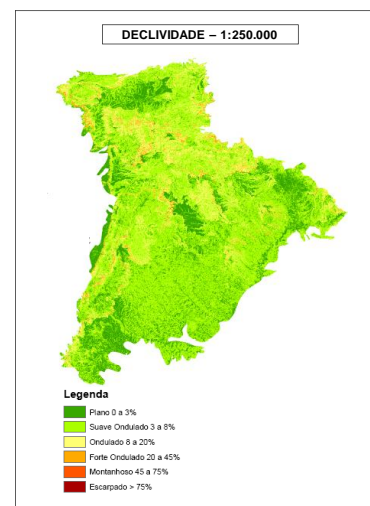 DECLIVIDADE – 1:250.000
Legenda
Plano 0 a 3%
Suave Ondulado 3 a 8%
Ondulado 8 a 20%
Forte Ondulado 20 a 45%
Montanhoso 45 a 75%
Escarpado > 75%